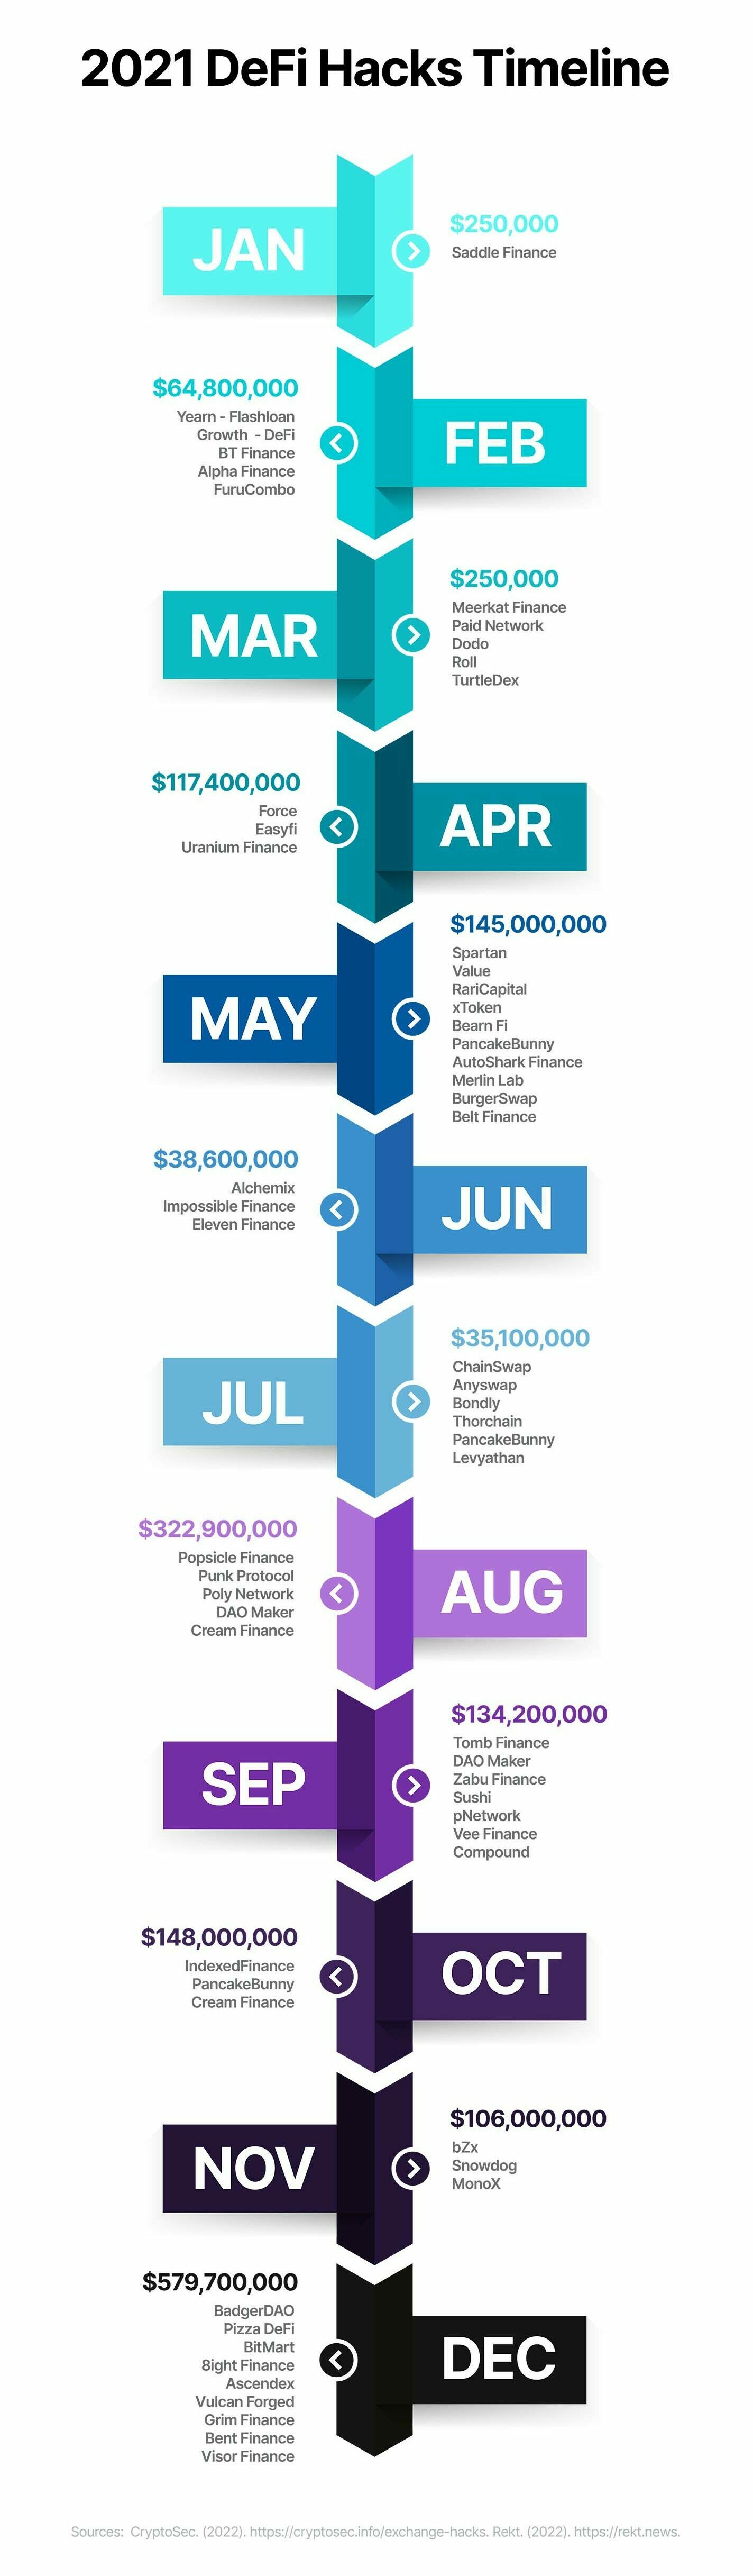 2021 DeFi Hacks Timeline
JAN
$250,000
Saddle Finance
$64,800,000
Yearn - Flashloan
Growth - DeFi
BT Finance
Alpha Finance
FuruCombo
FEB
MAR
$250,000
Meerkat Finance
Paid Network
Dodo
Roll
TurtleDex
$117,400,000
Force
Easyfi
Uranium Finance
APR
MAY
$145,000,000
Spartan
Value
RariCapital
xToken
Bearn Fi
PancakeBunny
AutoShark Finance
Merlin Lab
BurgerSwap
Belt Finance
$38,600,000
Alchemix
Impossible Finance
Eleven Finance
JUN
JUL
$35,100,000
ChainSwap
Anyswap
Bondly
Thorchain
PancakeBunny
Levyathan
$322,900,000
Popsicle Finance
Punk Protocol
Poly Network
DAO Maker
Cream Finance
AUG
SEP
$134,200,000
Tomb Finance
DAO Maker
Zabu Finance
Sushi
pNetwork
Vee Finance
Compound
$148,000,000
IndexedFinance
PancakeBunny
Cream Finance
OCT
NOV
$106,000,000
bZx
Snowdog
MonoX
$579,700,000
BadgerDAO
Pizza DeFi
BitMart
8ight Finance
Ascendex
Vulcan Forged
Grim Finance
Bent Finance
Visor Finance
DEC
Sources: CryptoSec. (2022). https://cryptosec.info/exchange-hacks. Rekt. (2022). https://rekt.news.